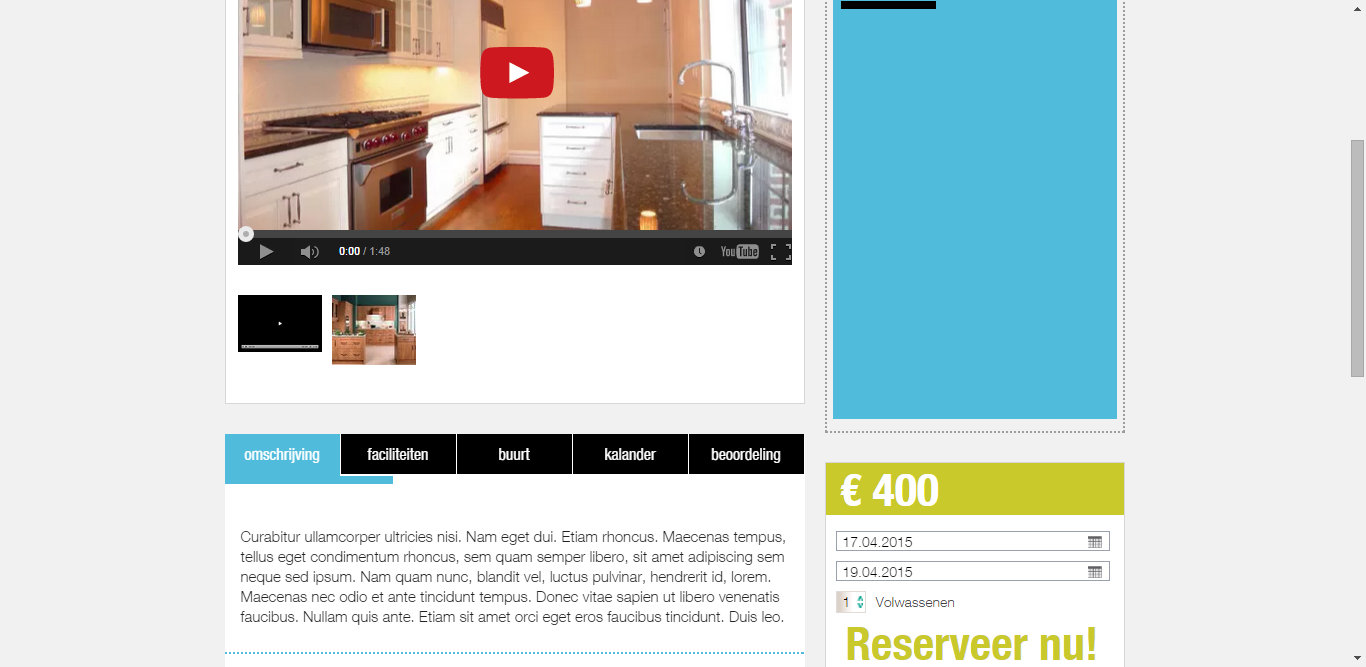 0:00 / 1:48
YouTube
omschrijving
faciliteiten
buurt
kalander
beoordeling
Curabitur ullamcorper ultricies nisi. Nam eget dui. Etiam rhoncus. Maecenas tempus,
tellus eget condimentum rhoncus, sem quam semper libero, sit amet adipiscing sem
neque sed ipsum. Nam quam nunc, blandit vel, luctus pulvinar, hendrerit id, lorem.
Maecenas nec odio et ante tincidunt tempus. Donec vitae sapien ut libero venenatis
faucibus. Nullam quis ante. Etiam sit amet orci eget eros faucibus tincidunt. Duis leo.
€ 400
17.04.2015
19.04.2015
1 Volwassenen
Reserveer nu!